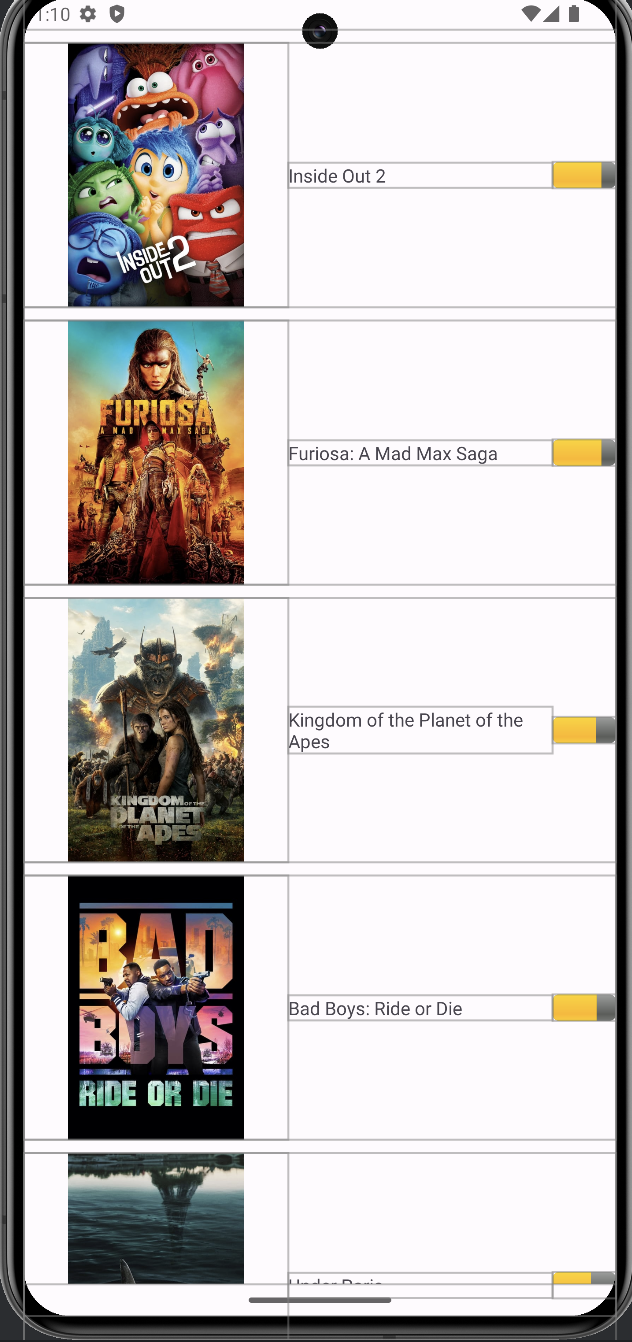 1:10
INSIDE
OUT 2
Inside Out 2
FURIOSA
A MAD MAX SAGA
Furiosa: A Mad Max Saga
KINGDOM OF THE
PLANET
OF THE
APES
Kingdom of the Planet of the
Apes
BAD
BOYS
RIDE OR DIE
Bad Boys: Ride or Die
Under Paris